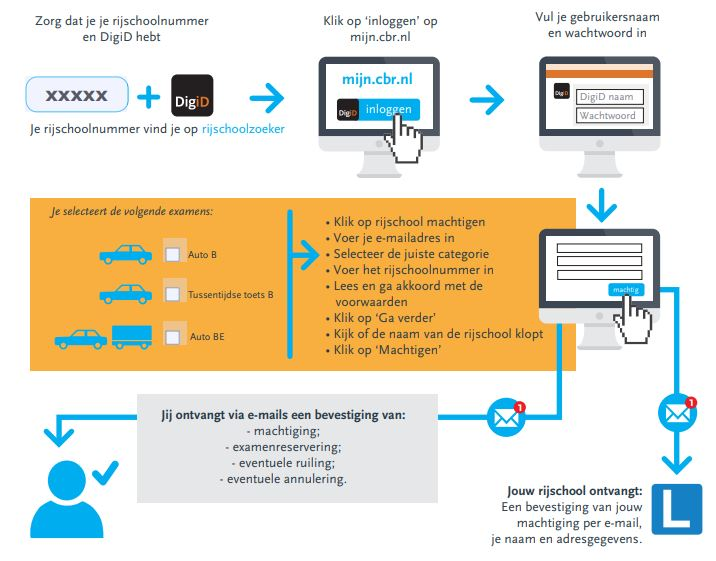 Zorg dat je je rijschoolnummer
en DigiD hebt
Klik op ‘inloggen’ op
mijn.cbr.nl
Vul je gebruikersnaam
en wachtwoord in
xxxxx
DigiD
Je rijschoolnummer vind je op rijschoolzoeker
mijn.cbr.nl
DigiD
inloggen
DigiD
DigiD naam
Wachtwoord
Je selecteert de volgende examens:
Auto B
Tussentijdse toets B
Auto BE
• Klik op rijschool machtigen
• Voer je e-mailadres in
• Selecteer de juiste categorie
• Voer het rijschoolnummer in
• Lees en ga akkoord met de
voorwaarden
• Klik op ‘Ga verder’
• Kijk of de naam van de rijschool klopt
• Klik op ‘Machtigen’
machtig
1
1
Jij ontvangt via e-mails een bevestiging van:
- machtiging;
- examenreservering;
- eventuele ruiling;
- eventuele annulering.
Jouw rijschool ontvangt:
Een bevestiging van jouw
machtiging per e-mail,
je naam en adresgegevens.
L